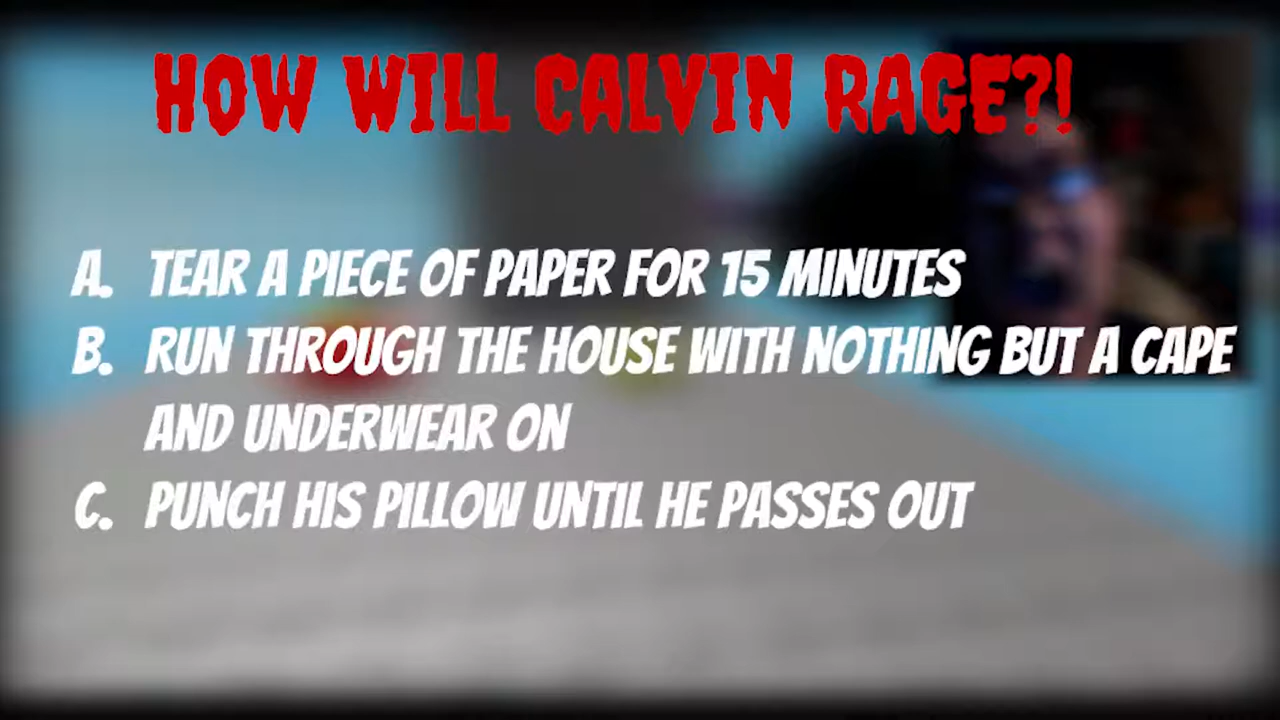 HOW WILL CALVIN RAGE?!
A. TEAR A PIECE OF PAPER FOR 15 MINUTES
B. RUN THROUGH THE HOUSE WITH NOTHING BUT A CAPE
AND UNDERWEAR ON
C. PUNCH HIS PILLOW UNTIL HE PASSES OUT